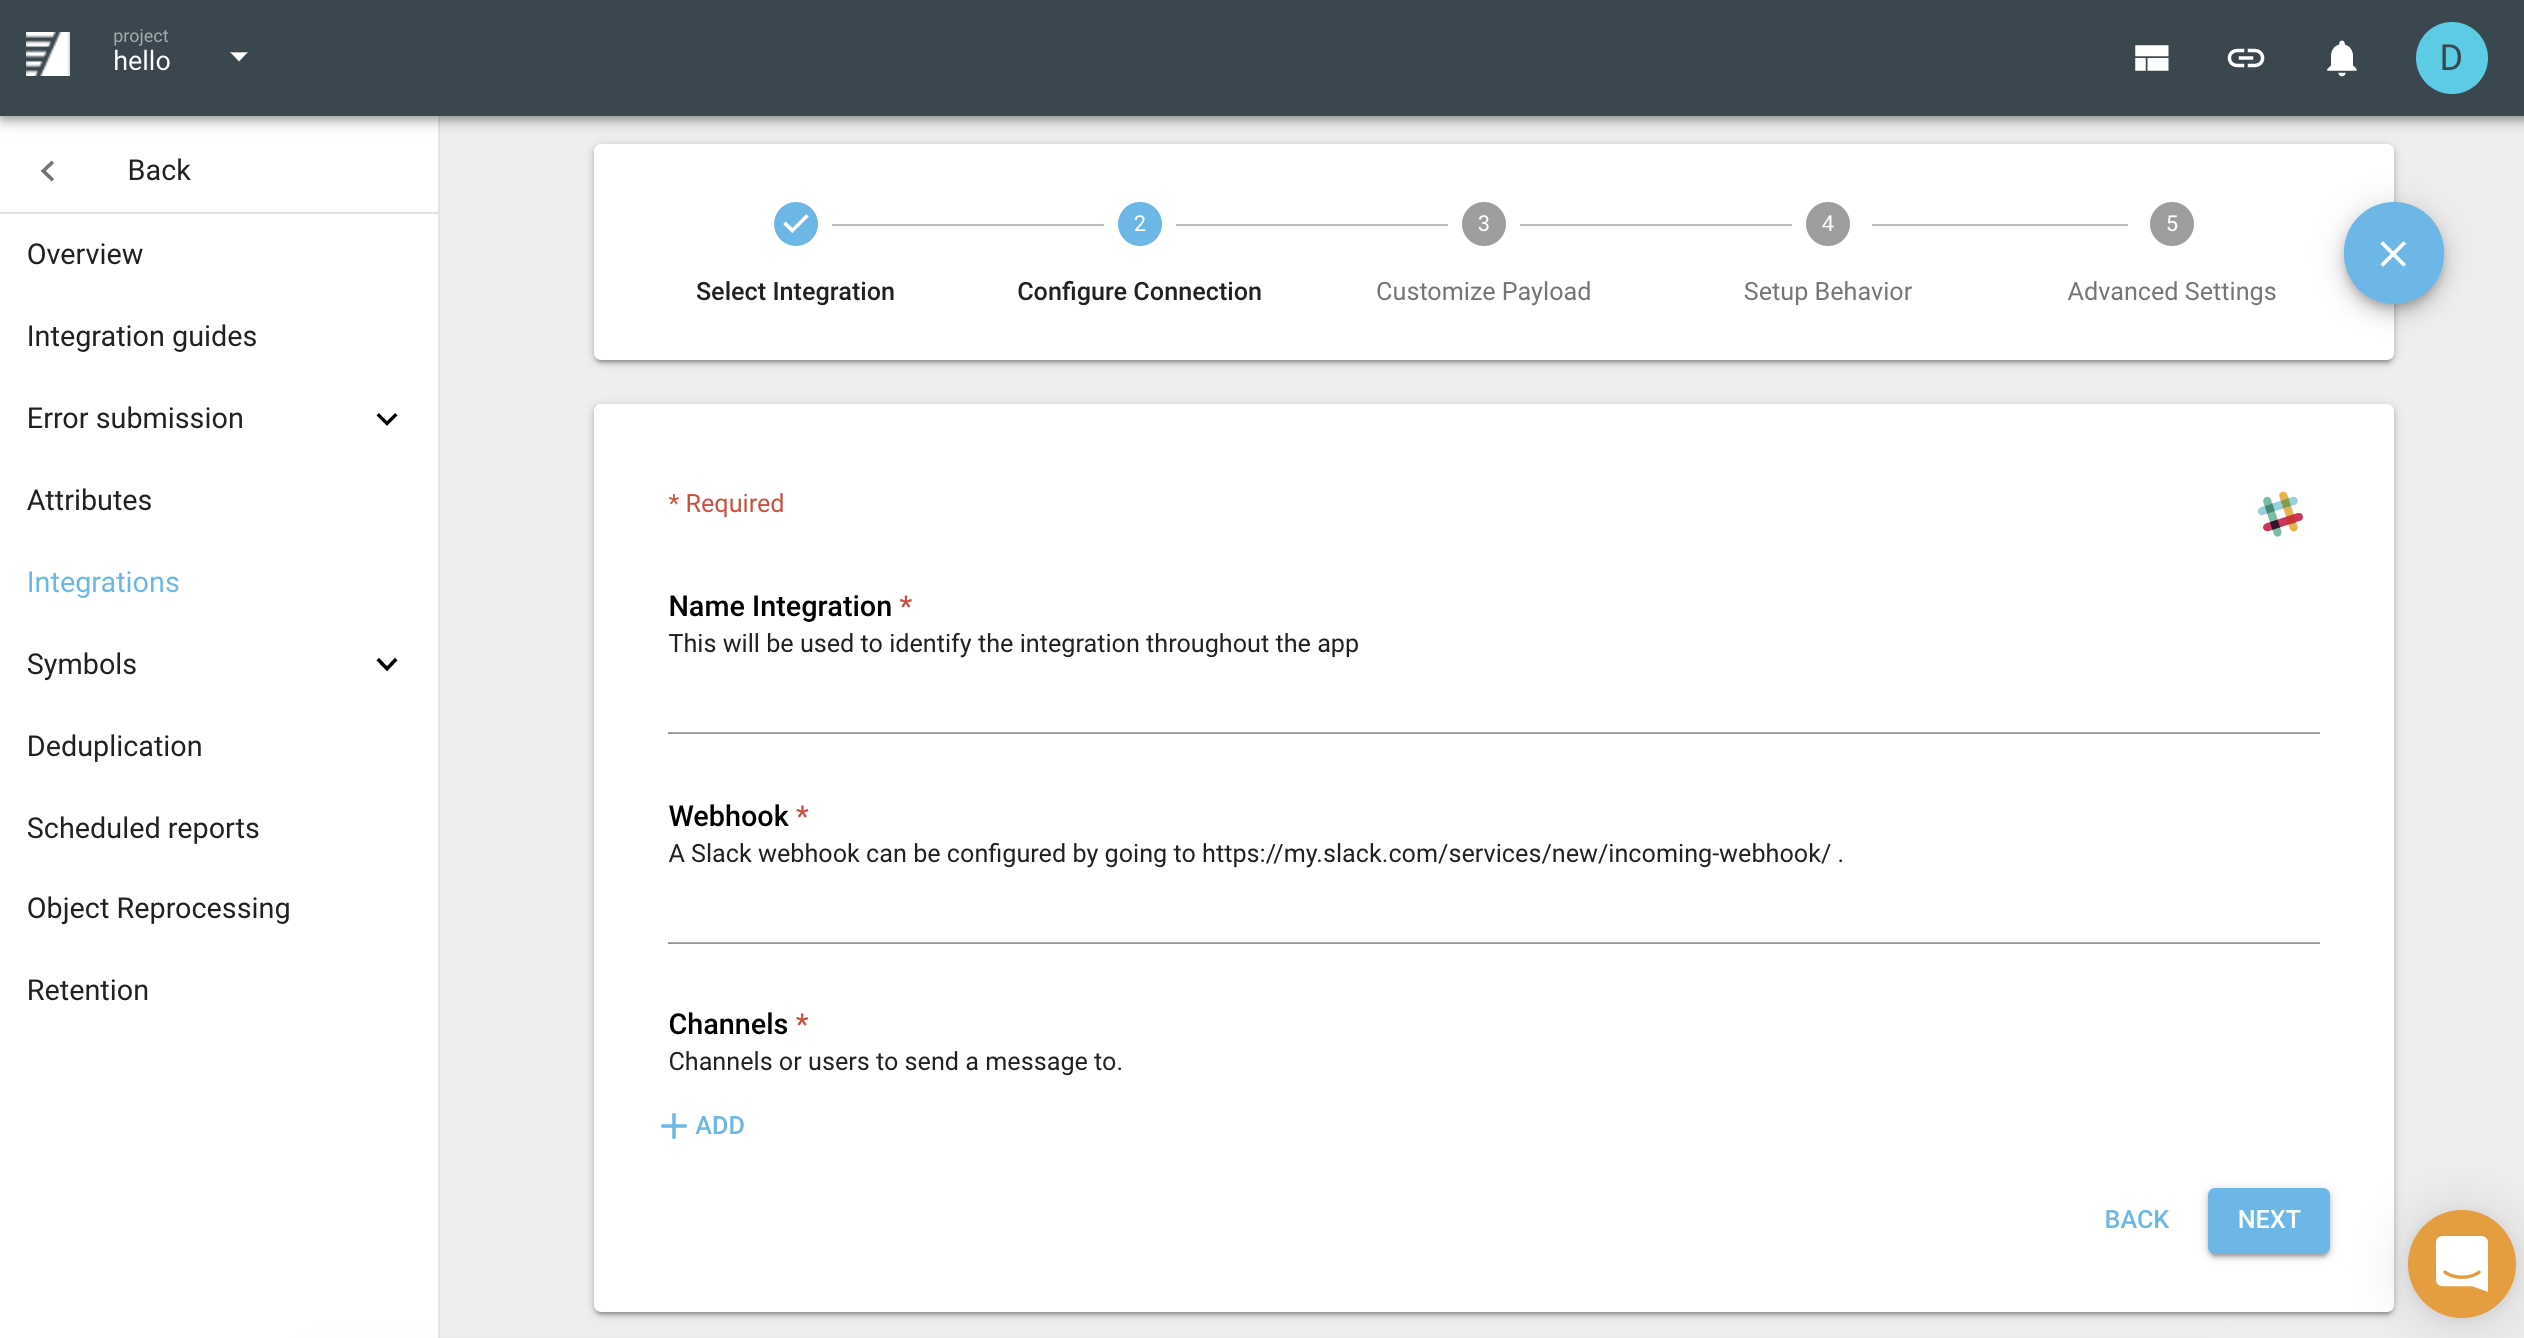 project
hello
D
Back
Overview
Integration guides
Error submission
Attributes
Integrations
Symbols
Deduplication
Scheduled reports
Object Reprocessing
Retention
2
3
4
5
Select Integration
Configure Connection
Customize Payload
Setup Behavior
Advanced Settings
* Required
Name Integration *
This will be used to identify the integration throughout the app
Webhook *
A Slack webhook can be configured by going to https://my.slack.com/services/new/incoming-webhook/ .
Channels *
Channels or users to send a message to.
ADD
BACK
NEXT